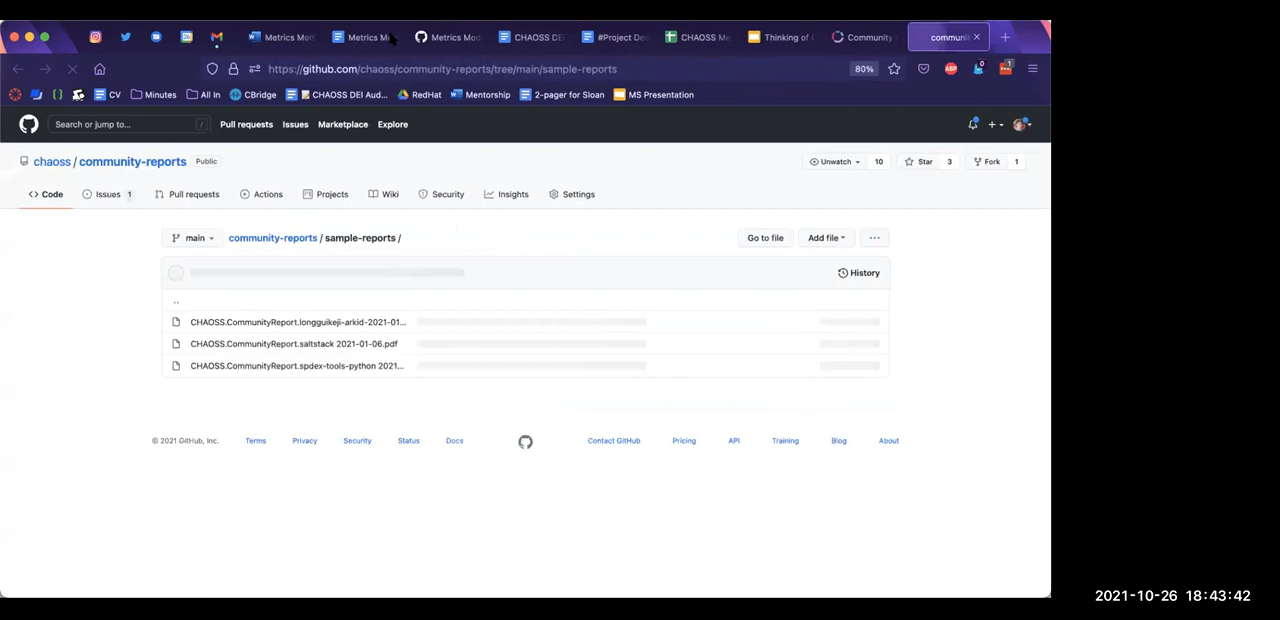 Metrics Mo
Metrics M
Metrics Mod
CHAOSS DE
#Project De
CHAOSS Me
Thinking of
Community
communi
https://github.com/chaoss/community-reports/tree/main/sample-reports
80%
ABP
0
1
CV
Minutes
All In
CBridge
CHAOSS DEI Aud...
RedHat
Mentorship
2-pager for Sloan
MS Presentation
Search or jump to...
/
Pull requests
Issues
Marketplace
Explore
chaoss / community-reports
Public
Unwatch
10
Star
3
Fork
1
Code
Issues 1
Pull requests
Actions
Projects
Wiki
Security
Insights
Settings
main
community-reports / sample-reports /
Go to file
Add file
...
History
..
CHAOSS.CommunityReport.longguikeji-arkid-2021-01...
CHAOSS.CommunityReport.saltstack 2021-01-06.pdf
CHAOSS.CommunityReport.spdex-tools-python 2021...
© 2021 GitHub, Inc.
Terms
Privacy
Security
Status
Docs
Contact GitHub
Pricing
API
Training
Blog
About
2021-10-26 18:43:42